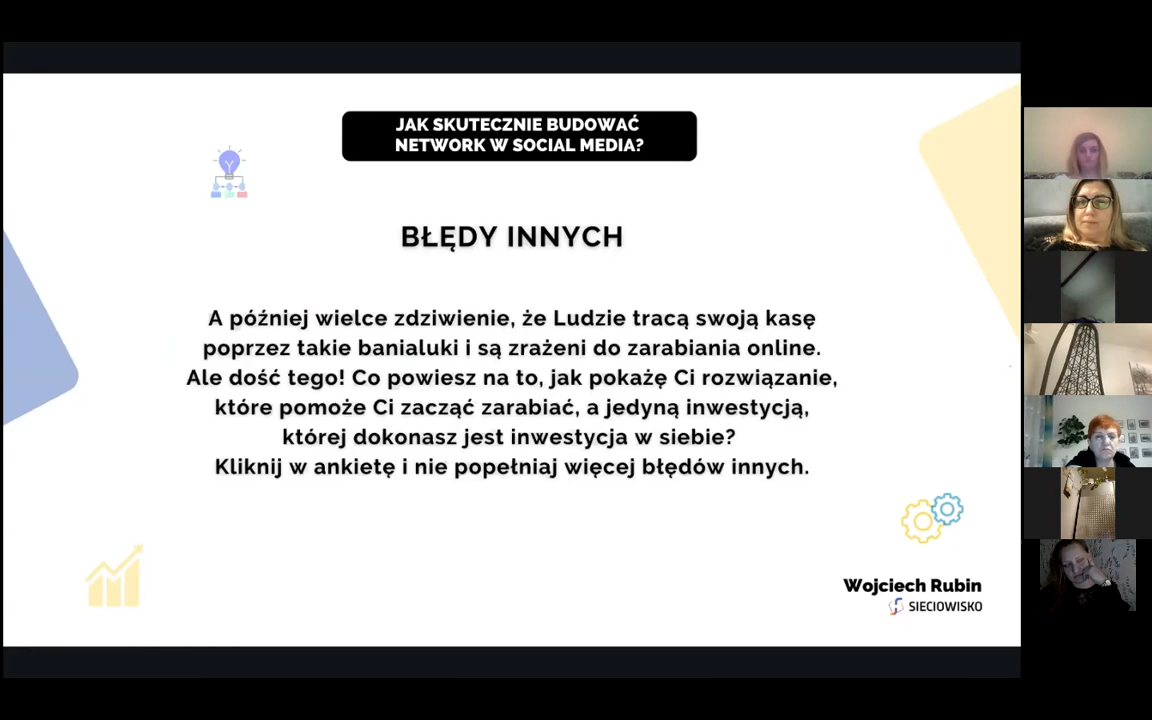 JAK SKUTECZNIE BUDOWAĆ
NETWORK W SOCIAL MEDIA?
BŁĘDY INNYCH
A później wielce zdziwienie, że Ludzie tracą swoją kasę
poprzez takie banialuki i są zrażeni do zarabiania online.
Ale dość tego! Co powiesz na to, jak pokażę Ci rozwiązanie,
które pomoże Ci zacząć zarabiać, a jedyną inwestycją,
której dokonasz jest inwestycja w siebie?
Kliknij w ankietę i nie popełniaj więcej błędów innych.
Wojciech Rubin
SIECIOWISKO